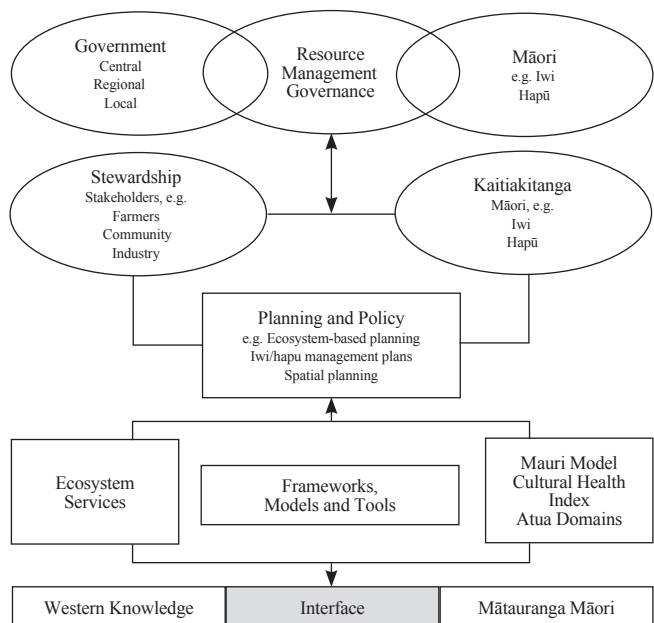 Government
Central
Regional
Local
Resource
Management
Governance
Māori
e.g. Iwi
Hapū
Stewardship
Stakeholders, e.g.
Farmers
Community
Industry
Kaitiakitanga
Māori, e.g.
Iwi
Hapū
Planning and Policy
e.g. Ecosystem-based planning
Iwi/hapu management plans
Spatial planning
Ecosystem
Services
Frameworks,
Models and Tools
Mauri Model
Cultural Health
Index
Atua Domains
Western Knowledge
Interface
Mātauranga Māori